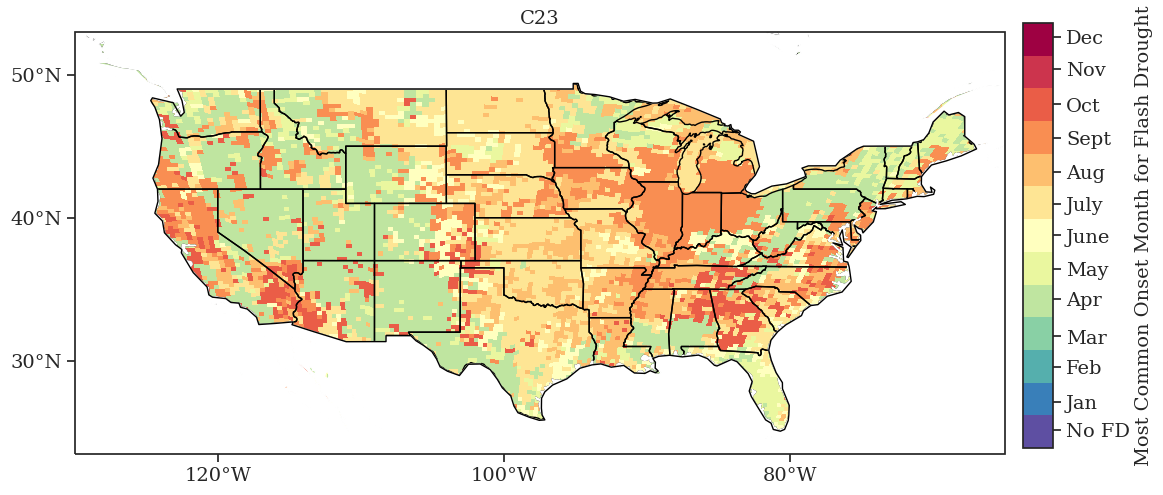 C23
50°N
40°N
30°N
120°W
100°W
80°W
Dec
Nov
Oct
Sept
Aug
July
June
May
Apr
Mar
Feb
Jan
No FD
Most Common Onset Month for Flash Drought